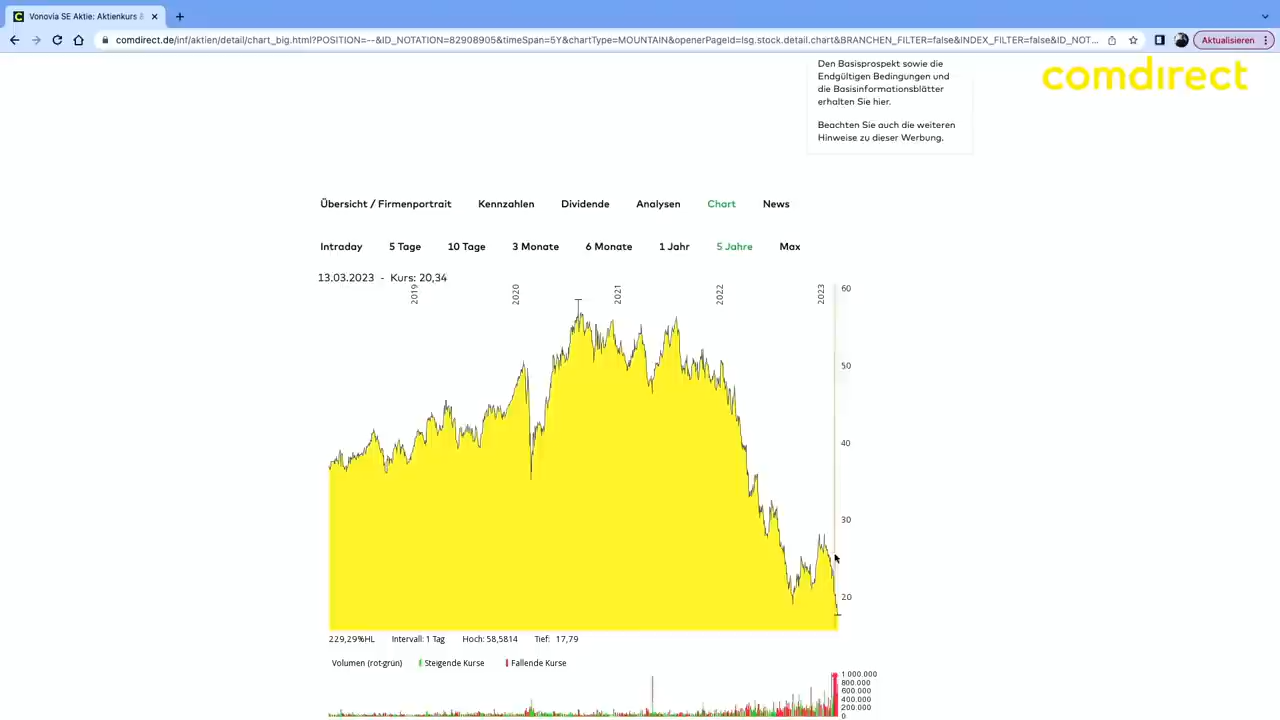 Vonovia SE Aktie: Aktienkurs &
comdirect.de/inf/aktien/detail/chart_big.html?POSITION=--&ID_NOTATION=82908905&timeSpan=5Y&chartType=MOUNTAIN&openerPageId=lsg.stock.detail.chart&BRANCHEN_FILTER=false&INDEX_FILTER=false&ID_NOT...
Aktualisieren
comdirect
Den Basisprospekt sowie die
Endgültigen Bedingungen und
die Basisinformationsblätter
erhalten Sie hier.
Beachten Sie auch die weiteren
Hinweise zu dieser Werbung.
Übersicht / Firmenportrait Kennzahlen Dividende Analysen Chart News
Intraday 5 Tage 10 Tage 3 Monate 6 Monate 1 Jahr 5 Jahre Max
13.03.2023 - Kurs: 20,34
2019 2020 2021 2022 2023
60
50
40
30
20
229,29%HL Intervall: 1 Tag Hoch: 58,5814 Tief: 17,79
Volumen (rot-grün) Steigende Kurse Fallende Kurse
1 000.000
800.000
600.000
400.000
200.000
0